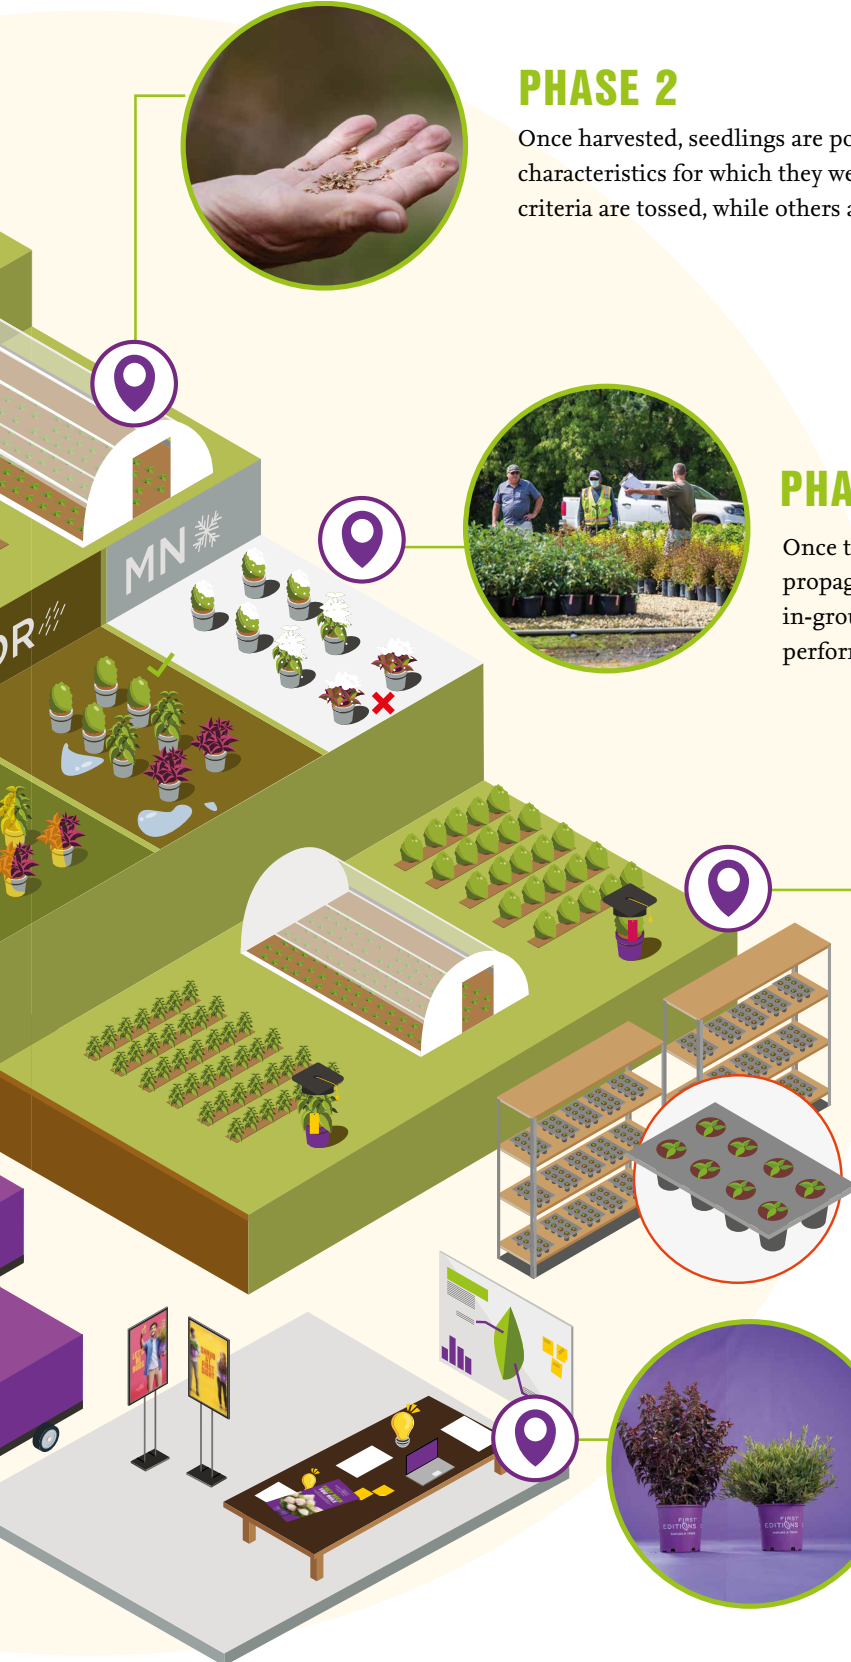 PHASE 2
Once harvested, seedlings are po
characteristics for which they we
criteria are tossed, while others a
PHA
Once t
propag
in-grou
perform
MN
OR
FIRST
EDITIONS
FIRST
EDITIONS